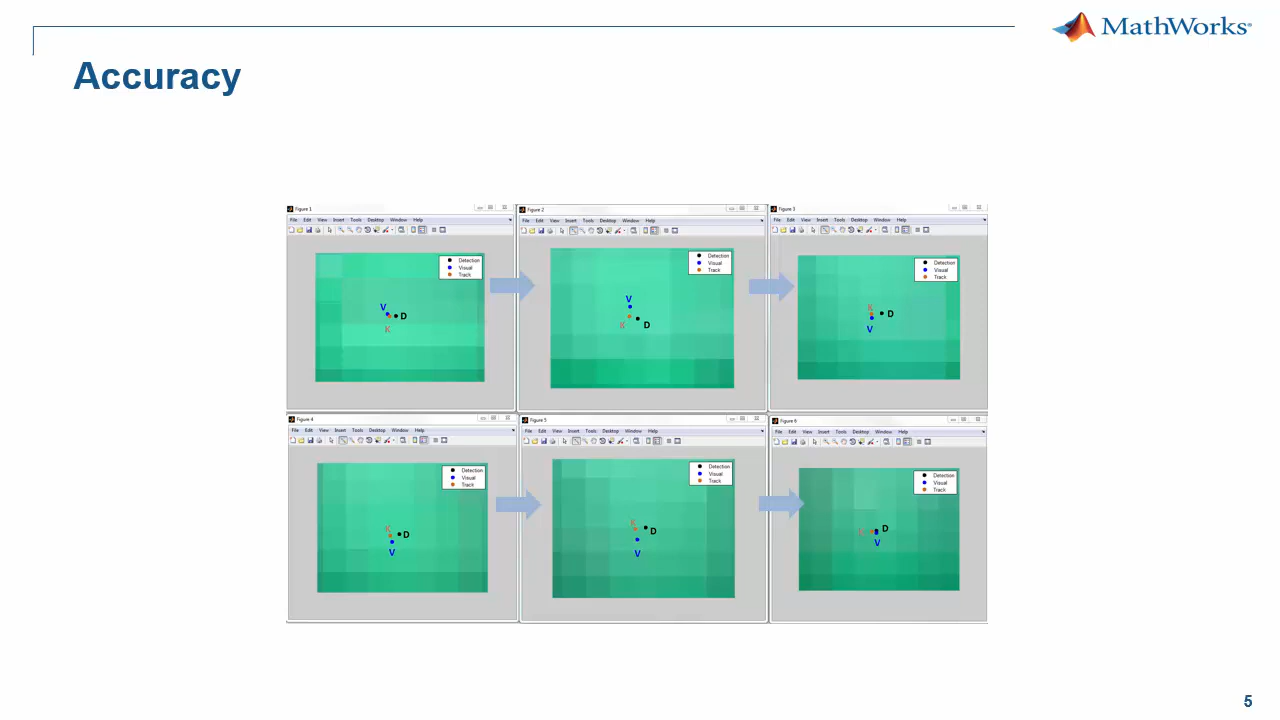 MathWorks®
Accuracy
Figure 1
File Edit View Insert Tools Desktop Window Help
Detection
Visual
Track
V
D
K
Figure 2
File Edit View Insert Tools Desktop Window Help
Detection
Visual
Track
V
K
D
Figure 3
File Edit View Insert Tools Desktop Window Help
Detection
Visual
Track
K
D
V
Figure 4
File Edit View Insert Tools Desktop Window Help
Detection
Visual
Track
K
D
V
Figure 5
File Edit View Insert Tools Desktop Window Help
Detection
Visual
Track
K
D
V
Figure 6
File Edit View Insert Tools Desktop Window Help
Detection
Visual
Track
K
D
V
5